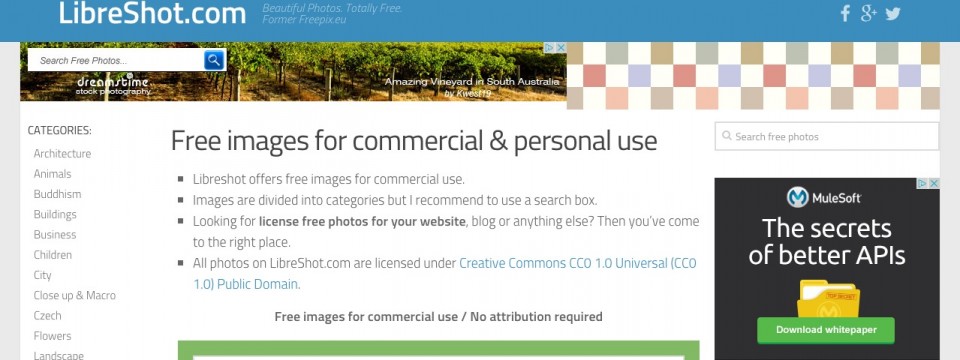 LibreShot.com
Beautiful Photos. Totally Free.
Former Freepix.eu
Search Free Photos...
dreamstime
stock photography
Amazing Vineyard in South Australia
by Kwest19
CATEGORIES:
Architecture
Animals
Buddhism
Buildings
Business
Children
City
Close up & Macro
Czech
Flowers
Landscape
Free images for commercial & personal use
Libreshot offers free images for commercial use.
Images are divided into categories but I recommend to use a search box.
Looking for license free photos for your website, blog or anything else? Then you've come
to the right place.
All photos on LibreShot.com are licensed under Creative Commons CC0 1.0 Universal (CC0
1.0) Public Domain.
Free images for commercial use / No attribution required
Search free photos
MuleSoft
The secrets
of better APIs
TOP SECRET
Download whitepaper